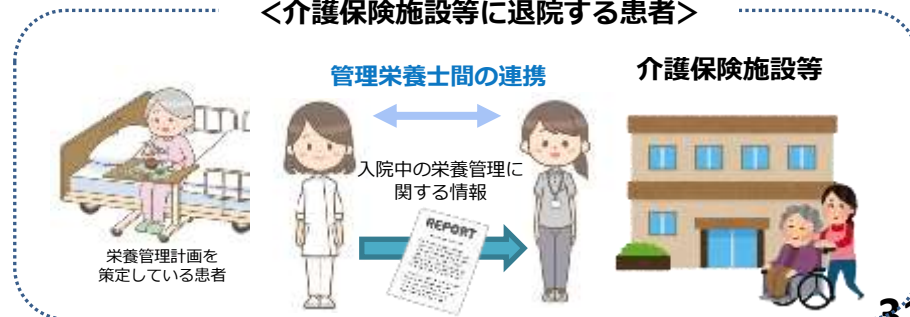 ＜介護保険施設等に退院する患者＞
管理栄養士間の連携
介護保険施設等
入院中の栄養管理に
関する情報
REPORT
栄養管理計画を
策定している患者